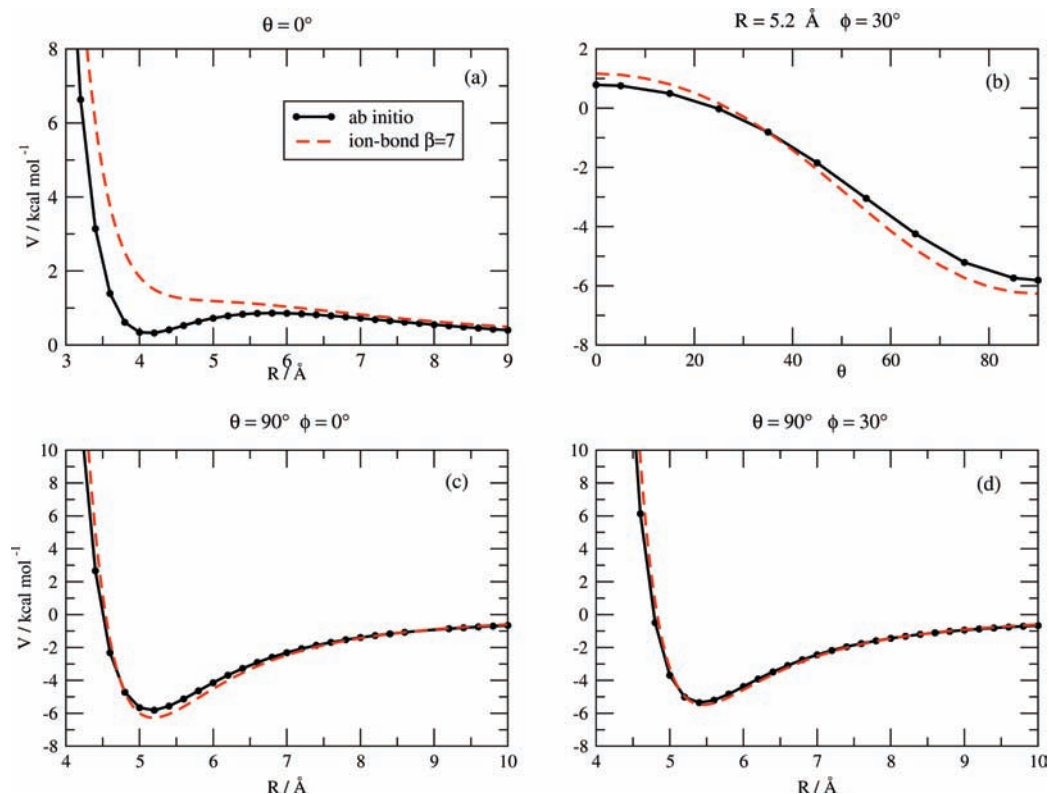 θ = 0°
R = 5.2 Å ϕ = 30°
8
6
4
2
0
V / kcal mol⁻¹
(a)
ab initio
ion-bond β=7
3 4 5 6 7 8 9
R / Å
2
0
-2
-4
-6
-8
(b)
0 20 40 60 80
θ
θ = 90° ϕ = 0°
θ = 90° ϕ = 30°
10
8
6
4
2
0
-2
-4
-6
-8
V / kcal mol⁻¹
(c)
4 5 6 7 8 9 10
R / Å
10
8
6
4
2
0
-2
-4
-6
-8
(d)
4 5 6 7 8 9 10
R / Å